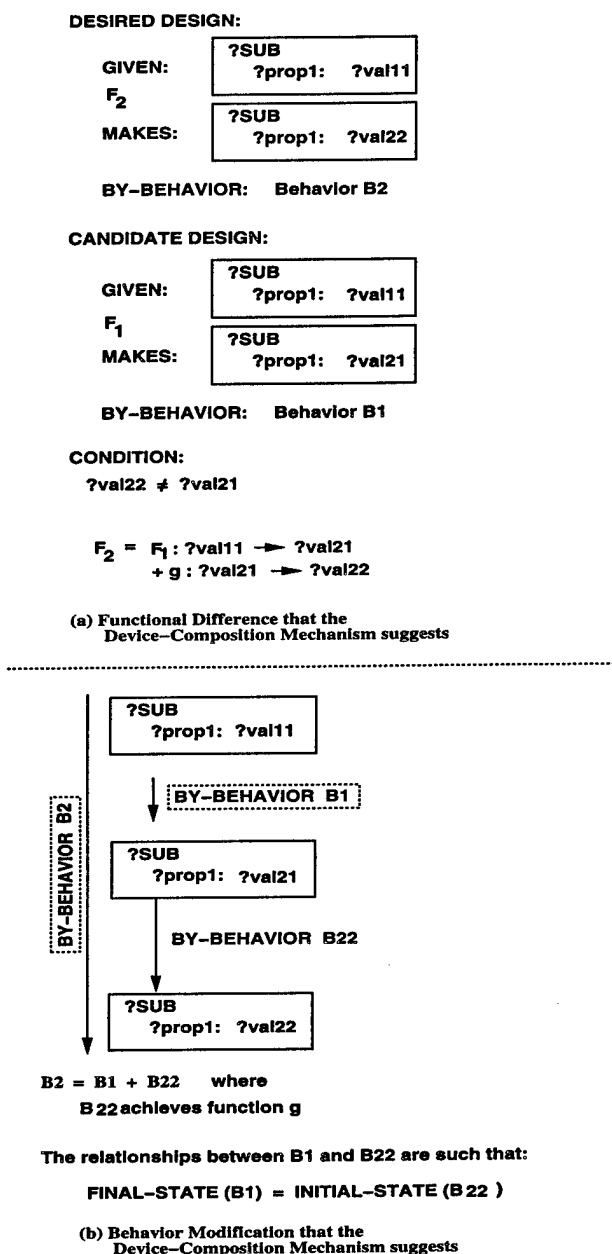 DESIRED DESIGN:
GIVEN:
?SUB
?prop1: ?val11
F2
MAKES:
?SUB
?prop1: ?val22
BY-BEHAVIOR: Behavior B2
CANDIDATE DESIGN:
GIVEN:
?SUB
?prop1: ?val11
F1
MAKES:
?SUB
?prop1: ?val21
BY-BEHAVIOR: Behavior B1
CONDITION:
?val22 ≠ ?val21
F2 = F1 : ?val11 → ?val21
+ g : ?val21 → ?val22
(a) Functional Difference that the
Device-Composition Mechanism suggests
?SUB
?prop1: ?val11
BY-BEHAVIOR B1
BY-BEHAVIOR B2
?SUB
?prop1: ?val21
BY-BEHAVIOR B22
?SUB
?prop1: ?val22
B2 = B1 + B22 where
B22 achieves function g
The relationships between B1 and B22 are such that:
FINAL-STATE (B1) = INITIAL-STATE (B22 )
(b) Behavior Modification that the
Device-Composition Mechanism suggests